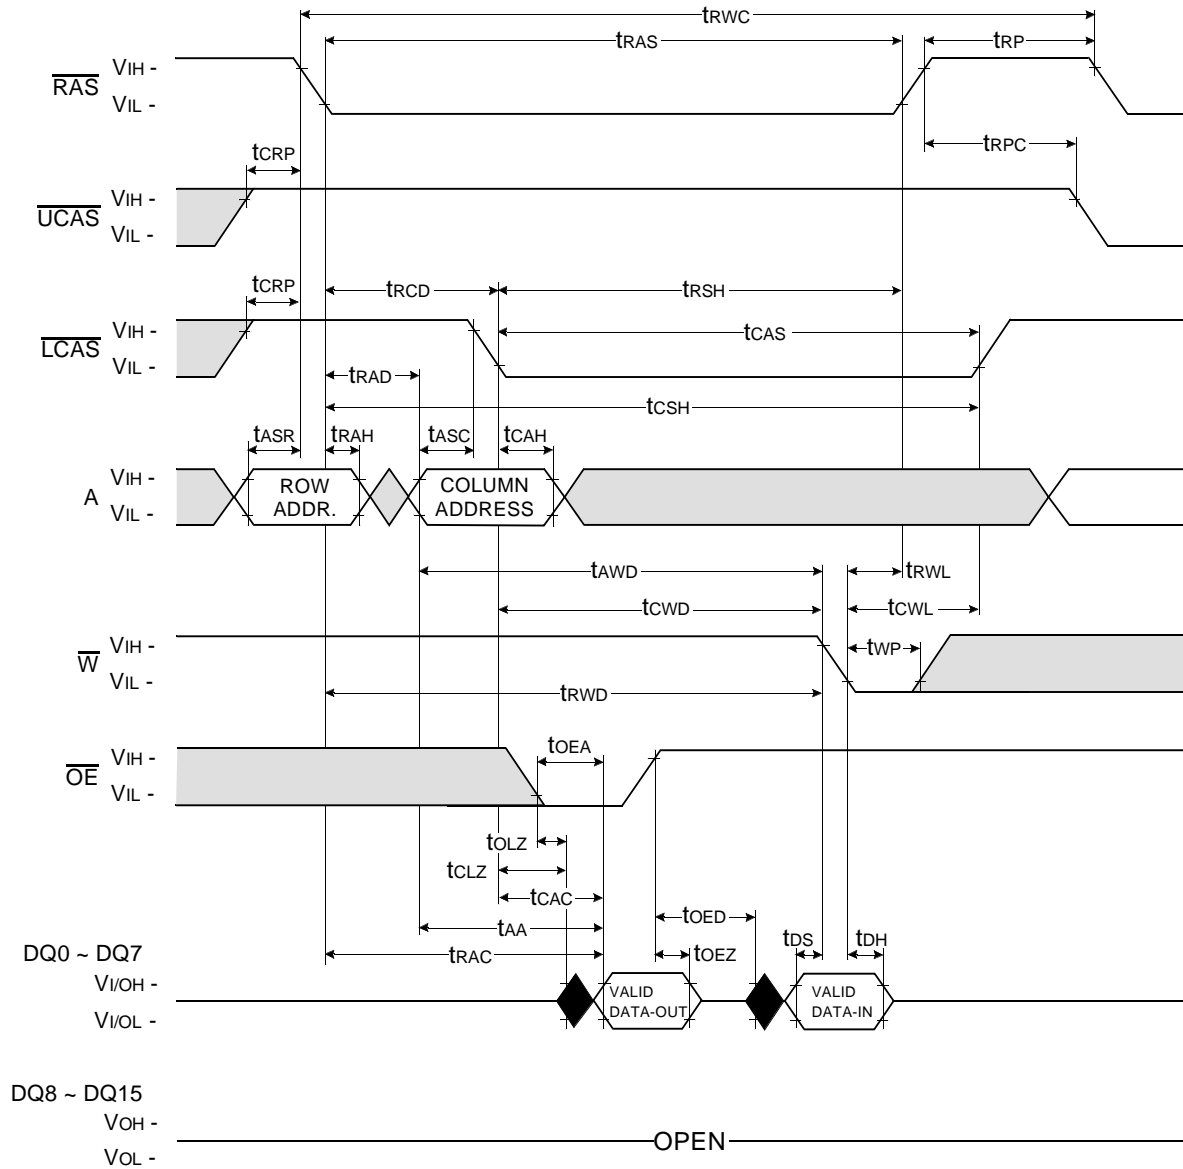 tRWC
tRAS
tRP
RAS
VIH -
VIL -
tCRP
tRPC
UCAS
VIH -
VIL -
tCRP
tRCD
tRSH
LCAS
VIH -
VIL -
tCAS
tRAD
tCSH
tASR
tRAH
tASC
tCAH
A
VIH -
VIL -
ROW
ADDR.
COLUMN
ADDRESS
tAWD
tRWL
tCWD
tCWL
W
VIH -
VIL -
tWP
tRWD
OE
VIH -
VIL -
tOEA
tOLZ
tCLZ
tCAC
tOED
tAA
tDS
tDH
DQ0 ~ DQ7
tRAC
tOEZ
VI/OH -
VI/OL -
VALID
DATA-OUT
VALID
DATA-IN
DQ8 ~ DQ15
VOH -
VOL -
OPEN